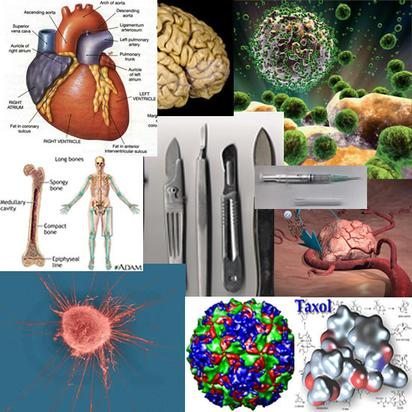 Arch of aorta
Descending aorta
Ascending aorta
Ligamentum arteriosum
Superior vena cava
Left pulmonary artery
Auricle of right atrium
Pulmonary trunk
Auricle of left atrium
RIGHT ATRIUM
LEFT VENTRICLE
Fat in coronary sulcus
RIGHT VENTRICLE
Fat in anterior interventricular sulcus
Long bones
Spongy bone
Medullary cavity
Compact bone
Epiphyseal line
ADAM
Taxol